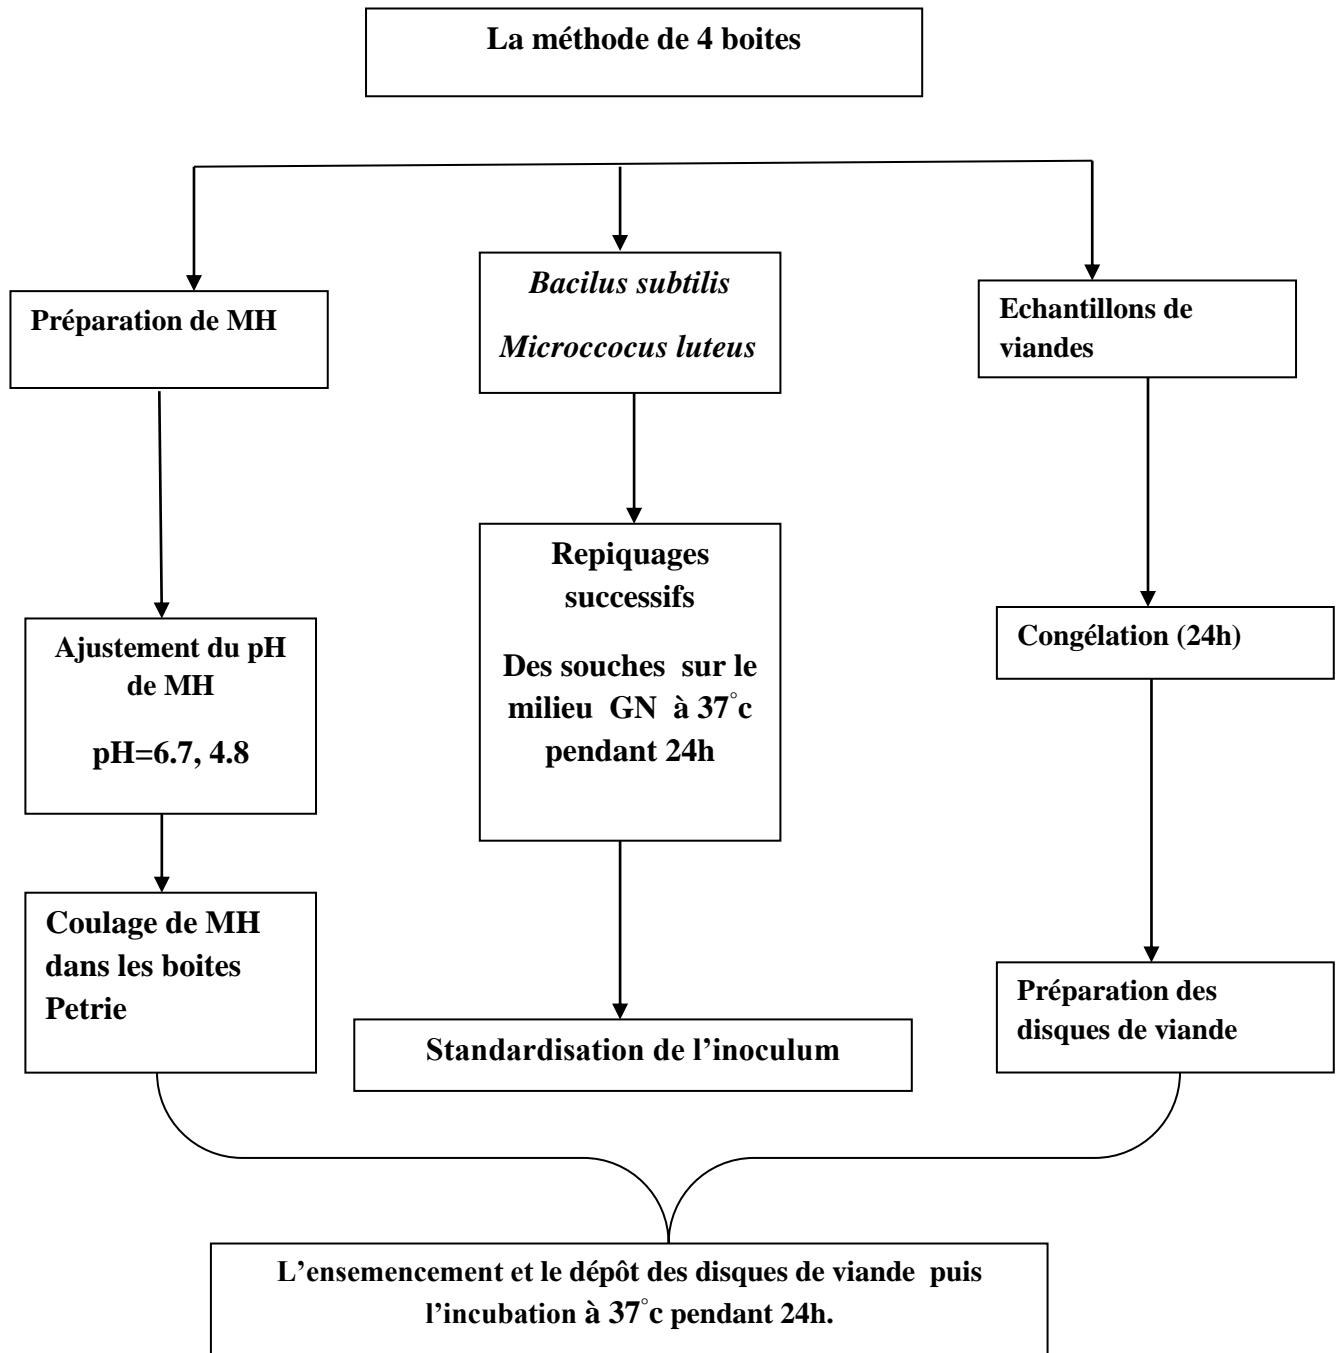 La méthode de 4 boites
Préparation de MH
Bacilus subtilis
Microccocus luteus
Echantillons de
viandes
Ajustement du pH
de MH
pH=6.7, 4.8
Repiquages
successifs
Des souches sur le
milieu GN à 37°c
pendant 24h
Congélation (24h)
Coulage de MH
dans les boites
Petrie
Standardisation de l’inoculum
Préparation des
disques de viande
L’ensemencement et le dépôt des disques de viande puis
l’incubation à 37°c pendant 24h.